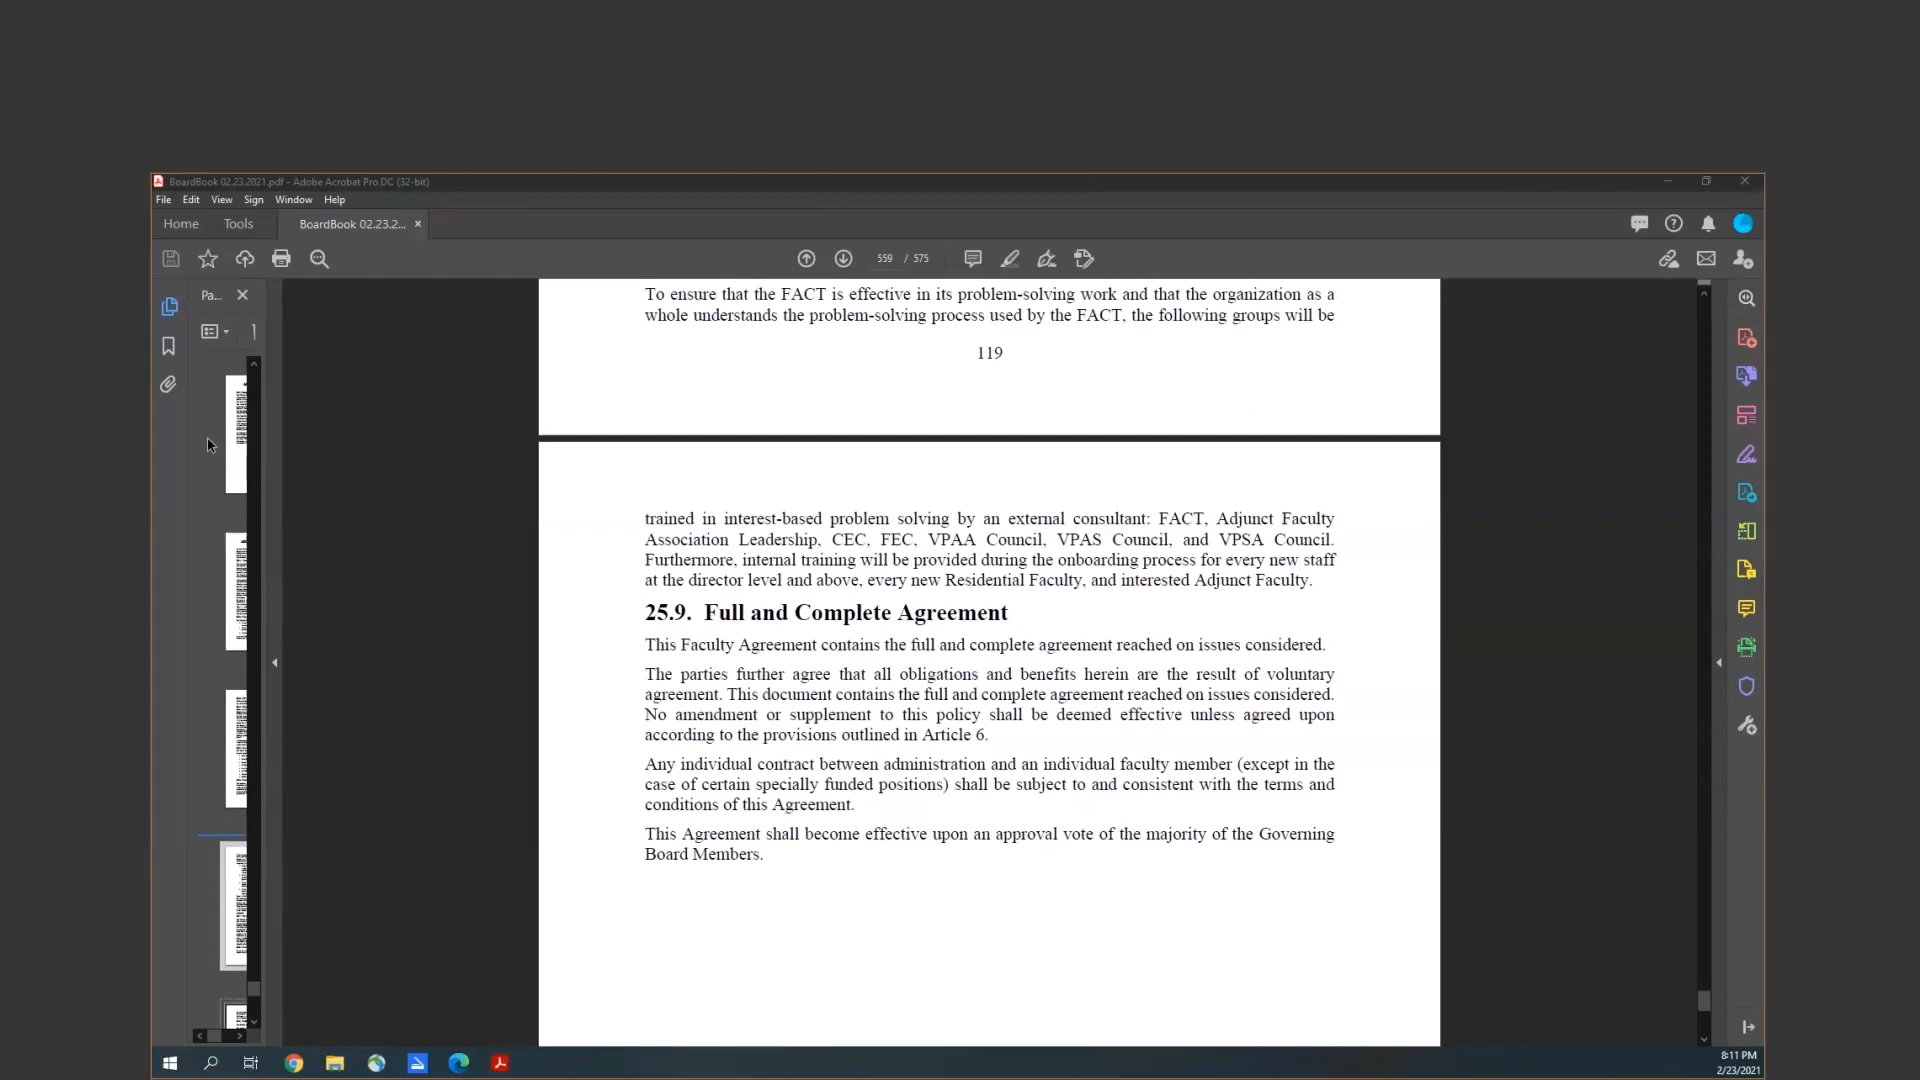 BoardBook 02.23.2021.pdf - Adobe Acrobat Pro DC (32-bit)
File Edit View Sign Window Help
Home Tools BoardBook 02.23.2... ×
559 / 575
Pa...
To ensure that the FACT is effective in its problem-solving work and that the organization as a
whole understands the problem-solving process used by the FACT, the following groups will be
119
trained in interest-based problem solving by an external consultant: FACT, Adjunct Faculty
Association Leadership, CEC, FEC, VPAA Council, VPAS Council, and VPSA Council.
Furthermore, internal training will be provided during the onboarding process for every new staff
at the director level and above, every new Residential Faculty, and interested Adjunct Faculty.
25.9. Full and Complete Agreement
This Faculty Agreement contains the full and complete agreement reached on issues considered.
The parties further agree that all obligations and benefits herein are the result of voluntary
agreement. This document contains the full and complete agreement reached on issues considered.
No amendment or supplement to this policy shall be deemed effective unless agreed upon
according to the provisions outlined in Article 6.
Any individual contract between administration and an individual faculty member (except in the
case of certain specially funded positions) shall be subject to and consistent with the terms and
conditions of this Agreement.
This Agreement shall become effective upon an approval vote of the majority of the Governing
Board Members.
8:11 PM
2/23/2021